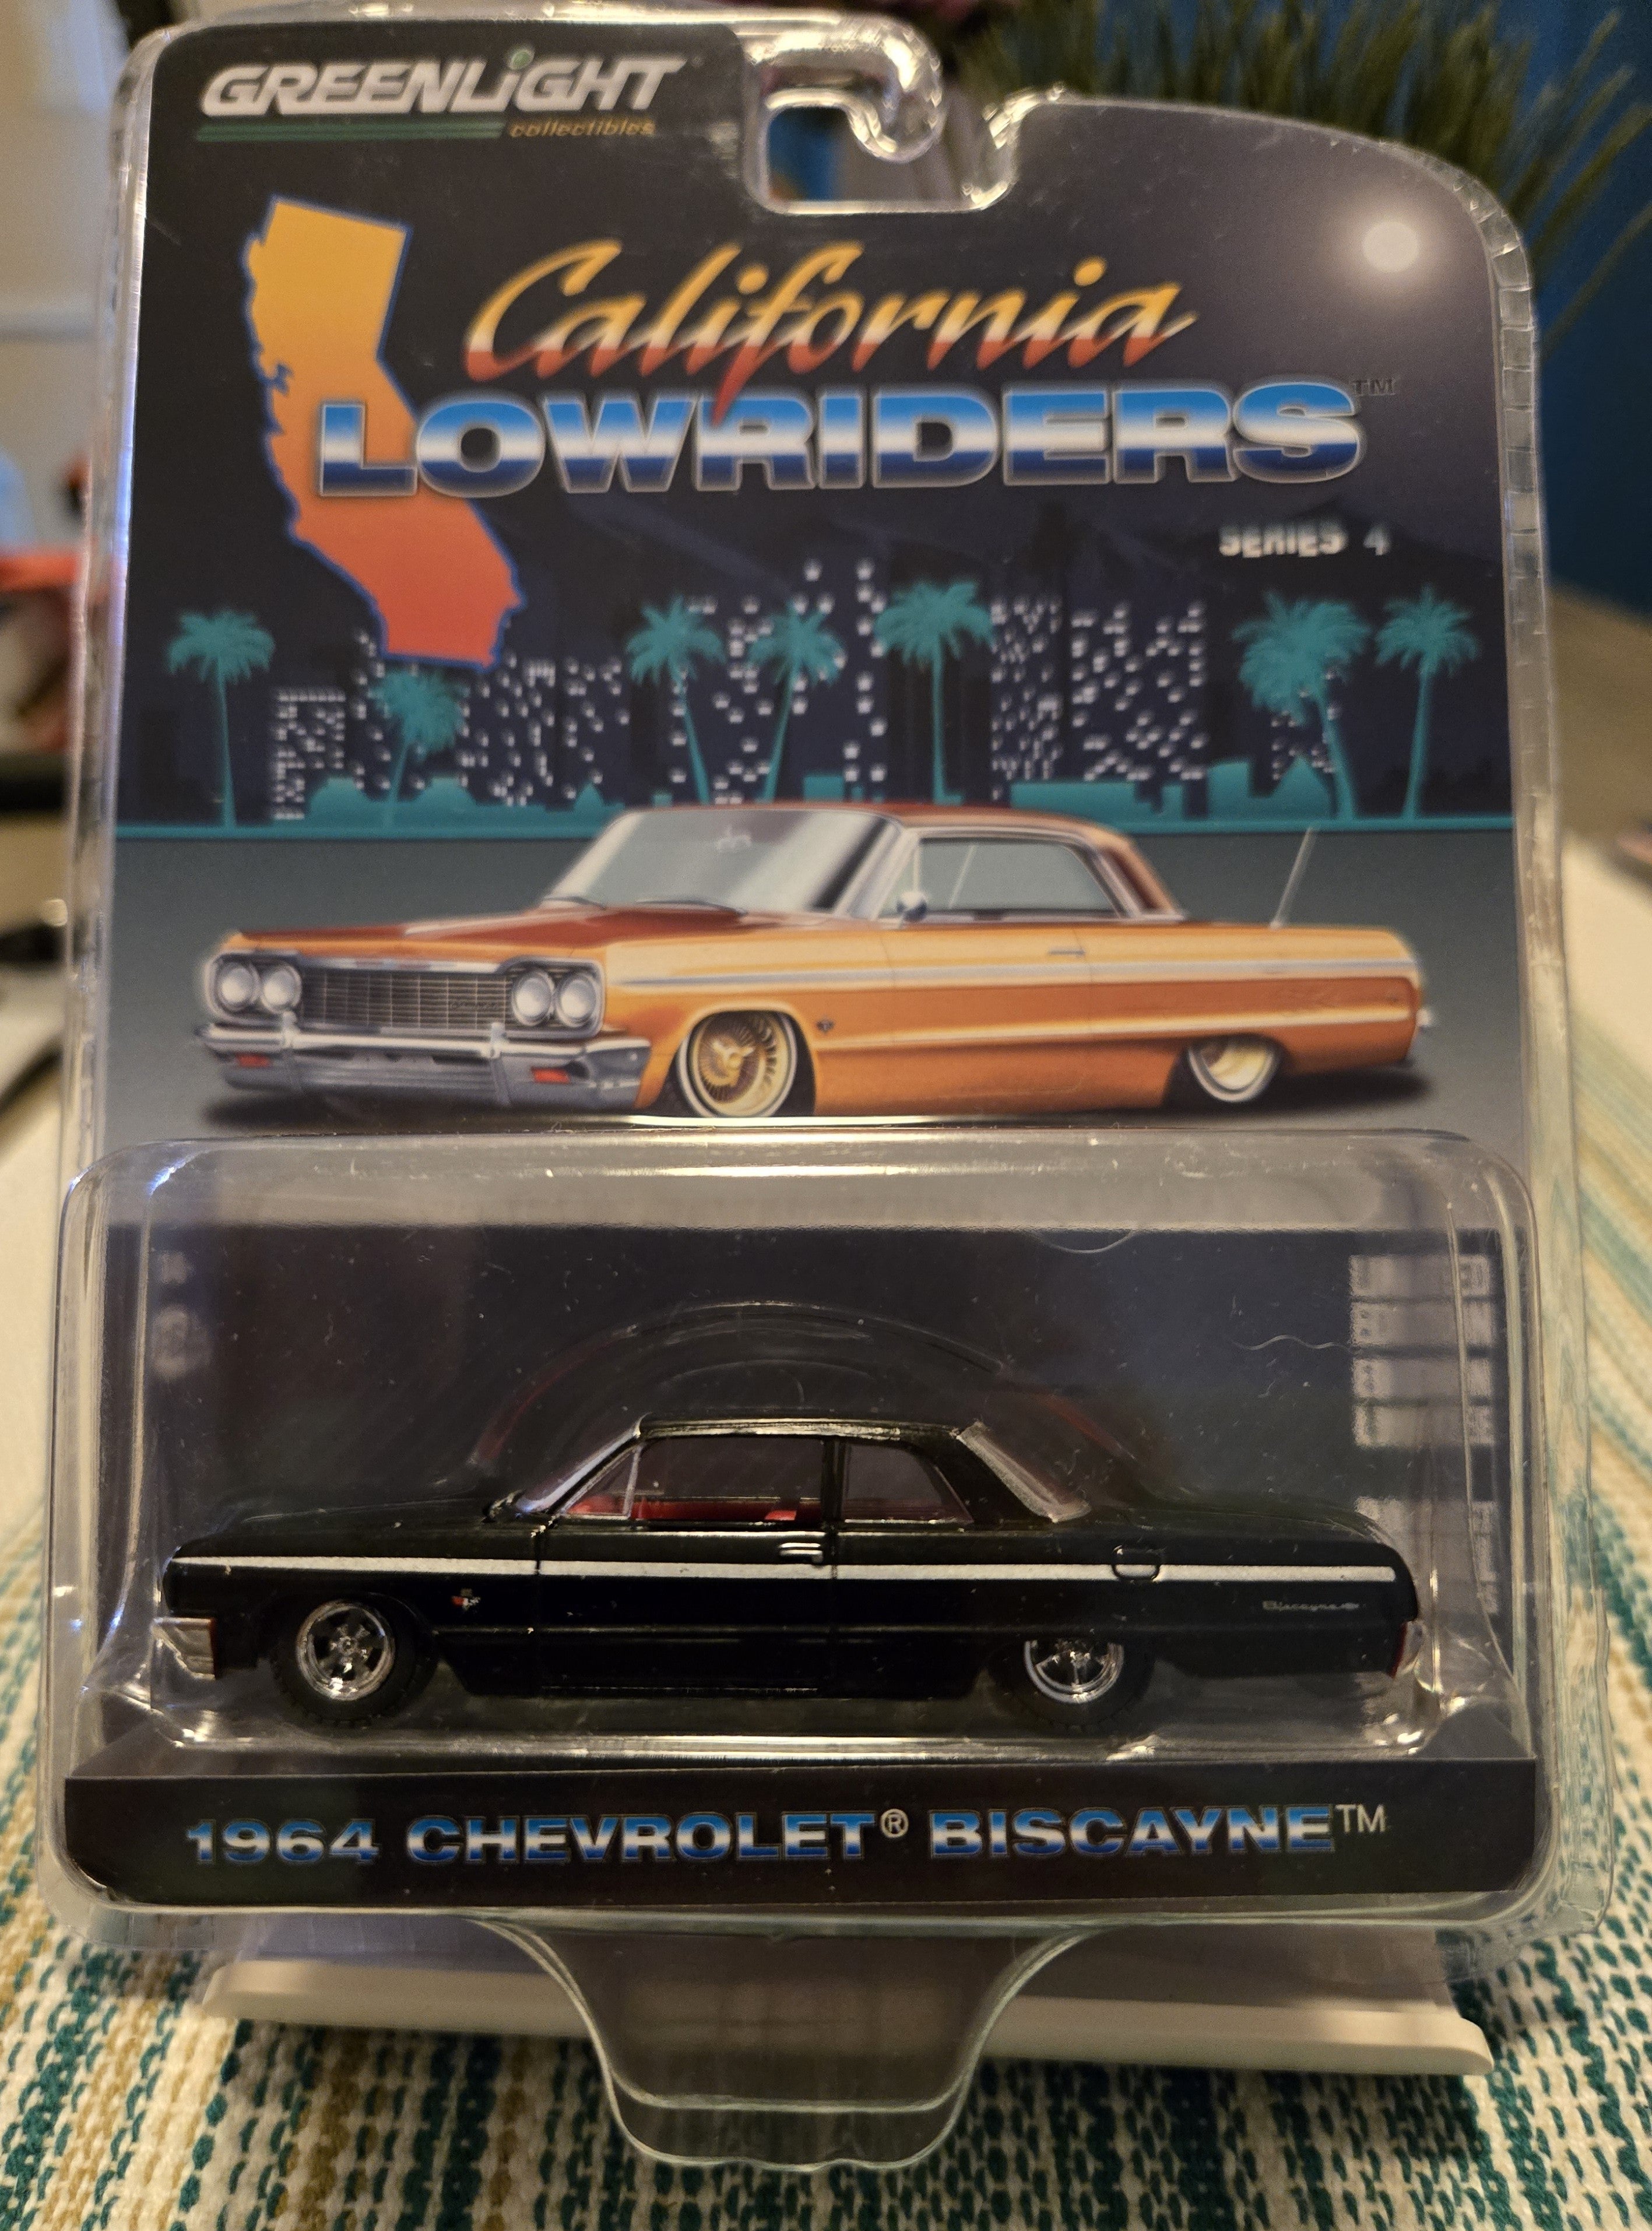 GREENLiGHT
collectibles
California
LOWRIDERS™
SERIES 4
Biscayne
1964 CHEVROLET® BISCAYNE™